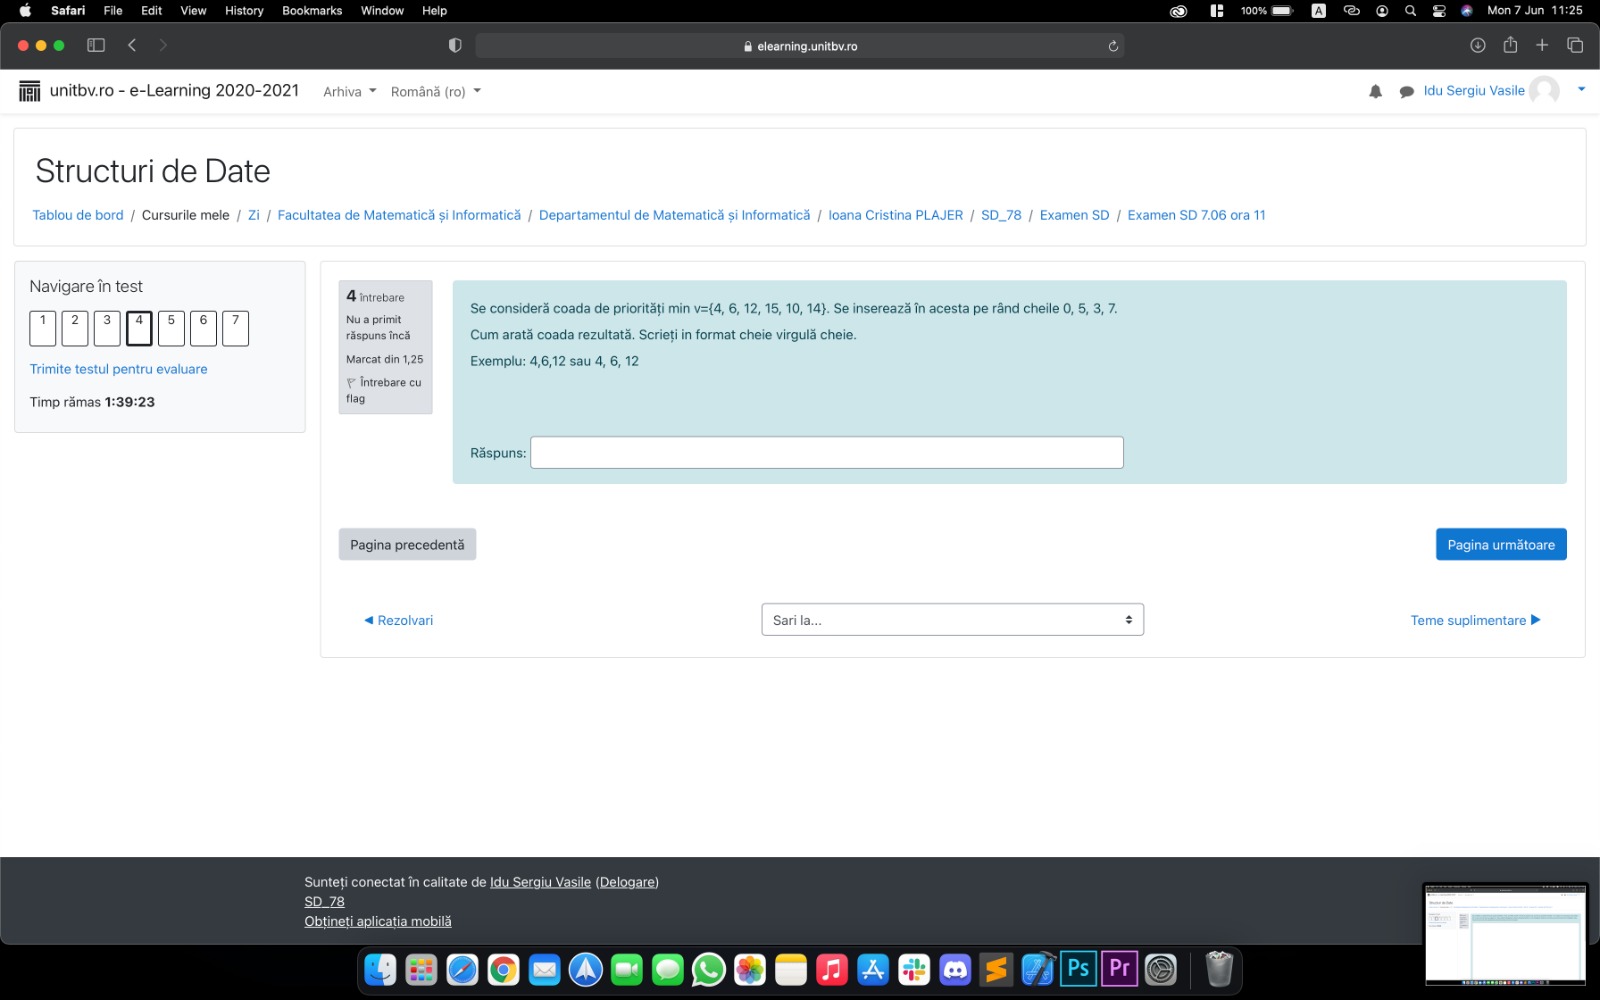 Safari File Edit View History Bookmarks Window Help 100% A Mon 7 Jun 11:25
elearning.unitbv.ro
unitbv.ro - e-Learning 2020-2021 Arhiva Română (ro) Idu Sergiu Vasile
Structuri de Date
Tablou de bord / Cursurile mele / Zi / Facultatea de Matematică și Informatică / Departamentul de Matematică și Informatică / Ioana Cristina PLAJER / SD_78 / Examen SD / Examen SD 7.06 ora 11
Navigare în test
1 2 3 4 5 6 7
Trimite testul pentru evaluare
Timp rămas 1:39:23
4 întrebare
Nu a primit
răspuns încă
Marcat din 1,25
Întrebare cu
flag
Se consideră coada de priorități min v={4, 6, 12, 15, 10, 14}. Se inserează în acesta pe rând cheile 0, 5, 3, 7.
Cum arată coada rezultată. Scrieți in format cheie virgulă cheie.
Exemplu: 4,6,12 sau 4, 6, 12
Răspuns:
Pagina precedentă
Pagina următoare
◄ Rezolvari
Sari la...
Teme suplimentare ►
Sunteți conectat în calitate de Idu Sergiu Vasile (Delogare)
SD_78
Obțineți aplicația mobilă
Ps Pr